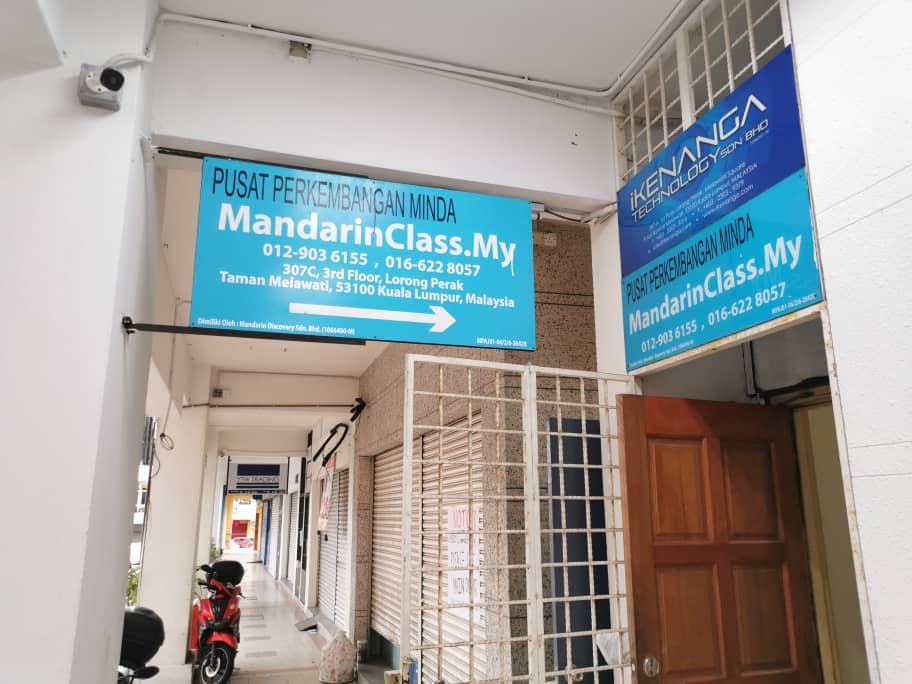 PUSAT PERKEMBANGAN MINDA
MandarinClass.My
012-903 6155 , 016-622 8057
307C, 3rd Floor, Lorong Perak
Taman Melawati, 53100 Kuala Lumpur, Malaysia
Dimiliki Oleh : Mandarin Discovery Sdn. Bhd. (1066400-M)
iKENANGA
TECHNOLOGY SDN BHD
PUSAT PERKEMBANGAN MINDA
MandarinClass.My
012-903 6155 , 016-622 8057
YTW TRADING